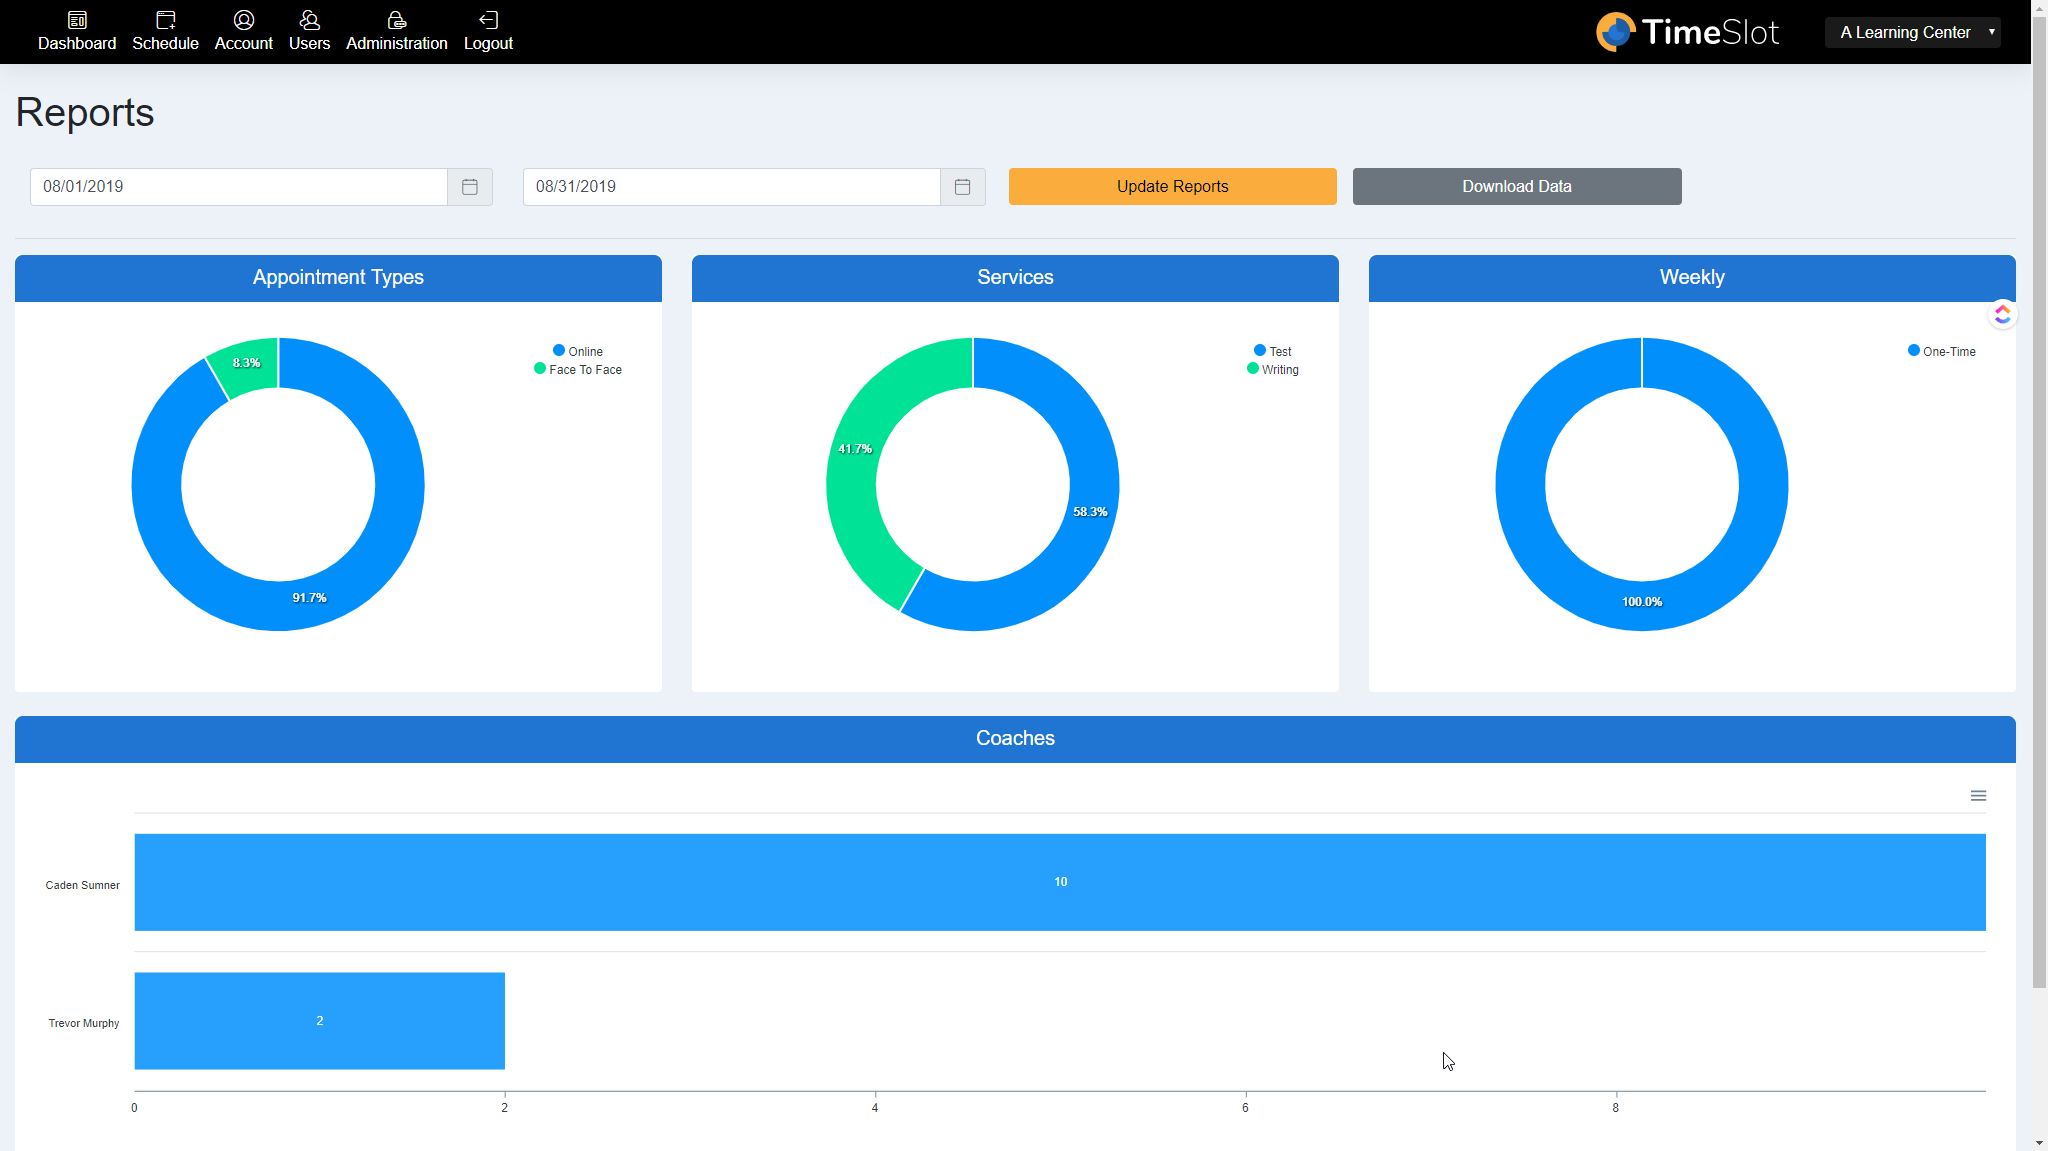 Dashboard Schedule Account Users Administration Logout
TimeSlot
A Learning Center
Reports
08/01/2019
08/31/2019
Update Reports
Download Data
Appointment Types
8.3%
91.7%
Online
Face To Face
Services
41.7%
58.3%
Test
Writing
Weekly
100.0%
One-Time
Coaches
Caden Sumner
10
Trevor Murphy
2
0 2 4 6 8